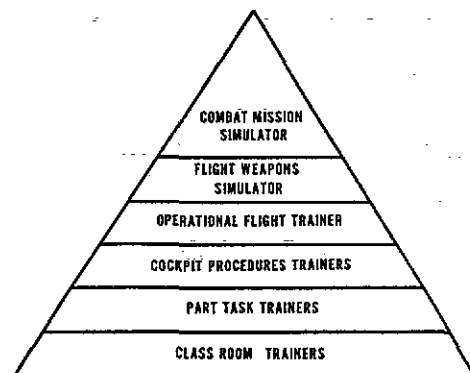 COMBAT MISSION
SIMULATOR
FLIGHT WEAPONS
SIMULATOR
OPERATIONAL FLIGHT TRAINER
COCKPIT PROCEDURES TRAINERS
PART TASK TRAINERS
CLASS ROOM TRAINERS